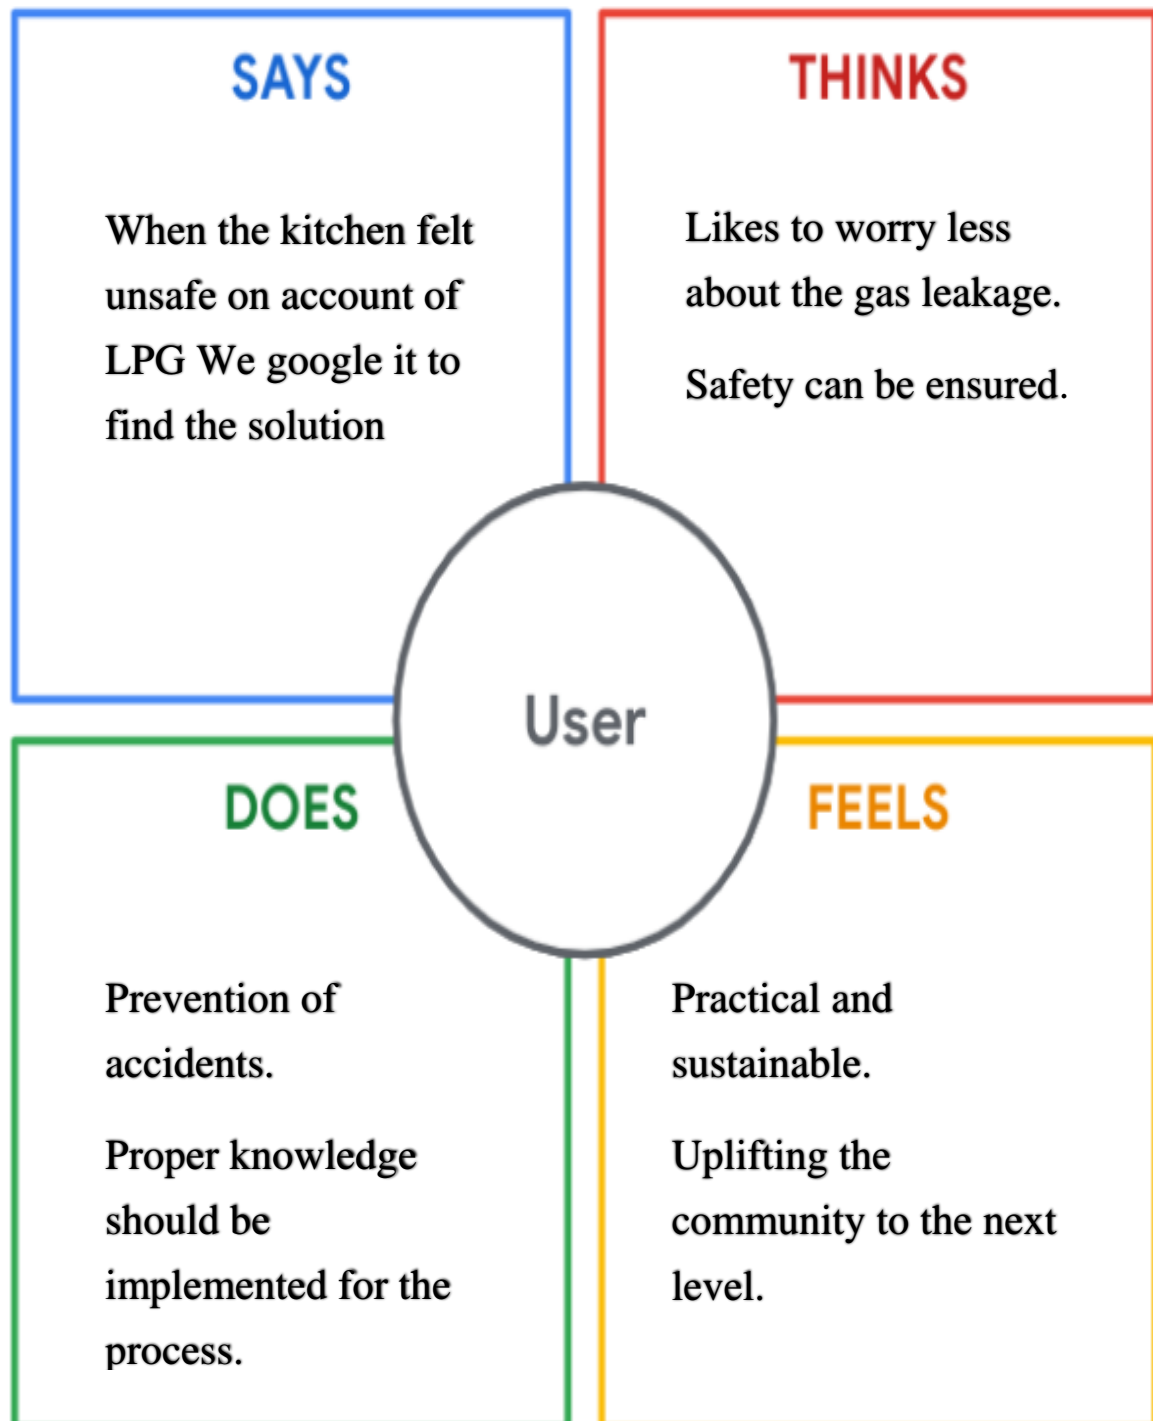 SAYS
When the kitchen felt
unsafe on account of
LPG We google it to
find the solution
THINKS
Likes to worry less
about the gas leakage.
Safety can be ensured.
User
DOES
Prevention of
accidents.
Proper knowledge
should be
implemented for the
process.
FEELS
Practical and
sustainable.
Uplifting the
community to the next
level.